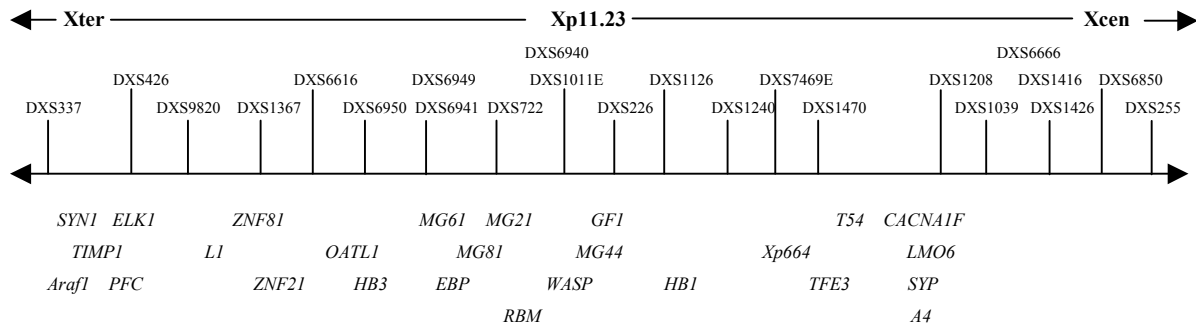 Xter Xp11.23 Xcen
DXS6940 DXS6666
DXS426 DXS6616 DXS6949 DXS1011E DXS1126 DXS7469E DXS1208 DXS1416 DXS6850
DXS337 DXS9820 DXS1367 DXS6950 DXS6941 DXS722 DXS226 DXS1240 DXS1470 DXS1039 DXS1426 DXS255
SYN1 ELK1 ZNF81 MG61 MG21 GF1 T54 CACNA1F
TIMP1 L1 OATL1 MG81 MG44 Xp664 LMO6
Araf1 PFC ZNF21 HB3 EBP WASP HB1 TFE3 SYP
RBM A4